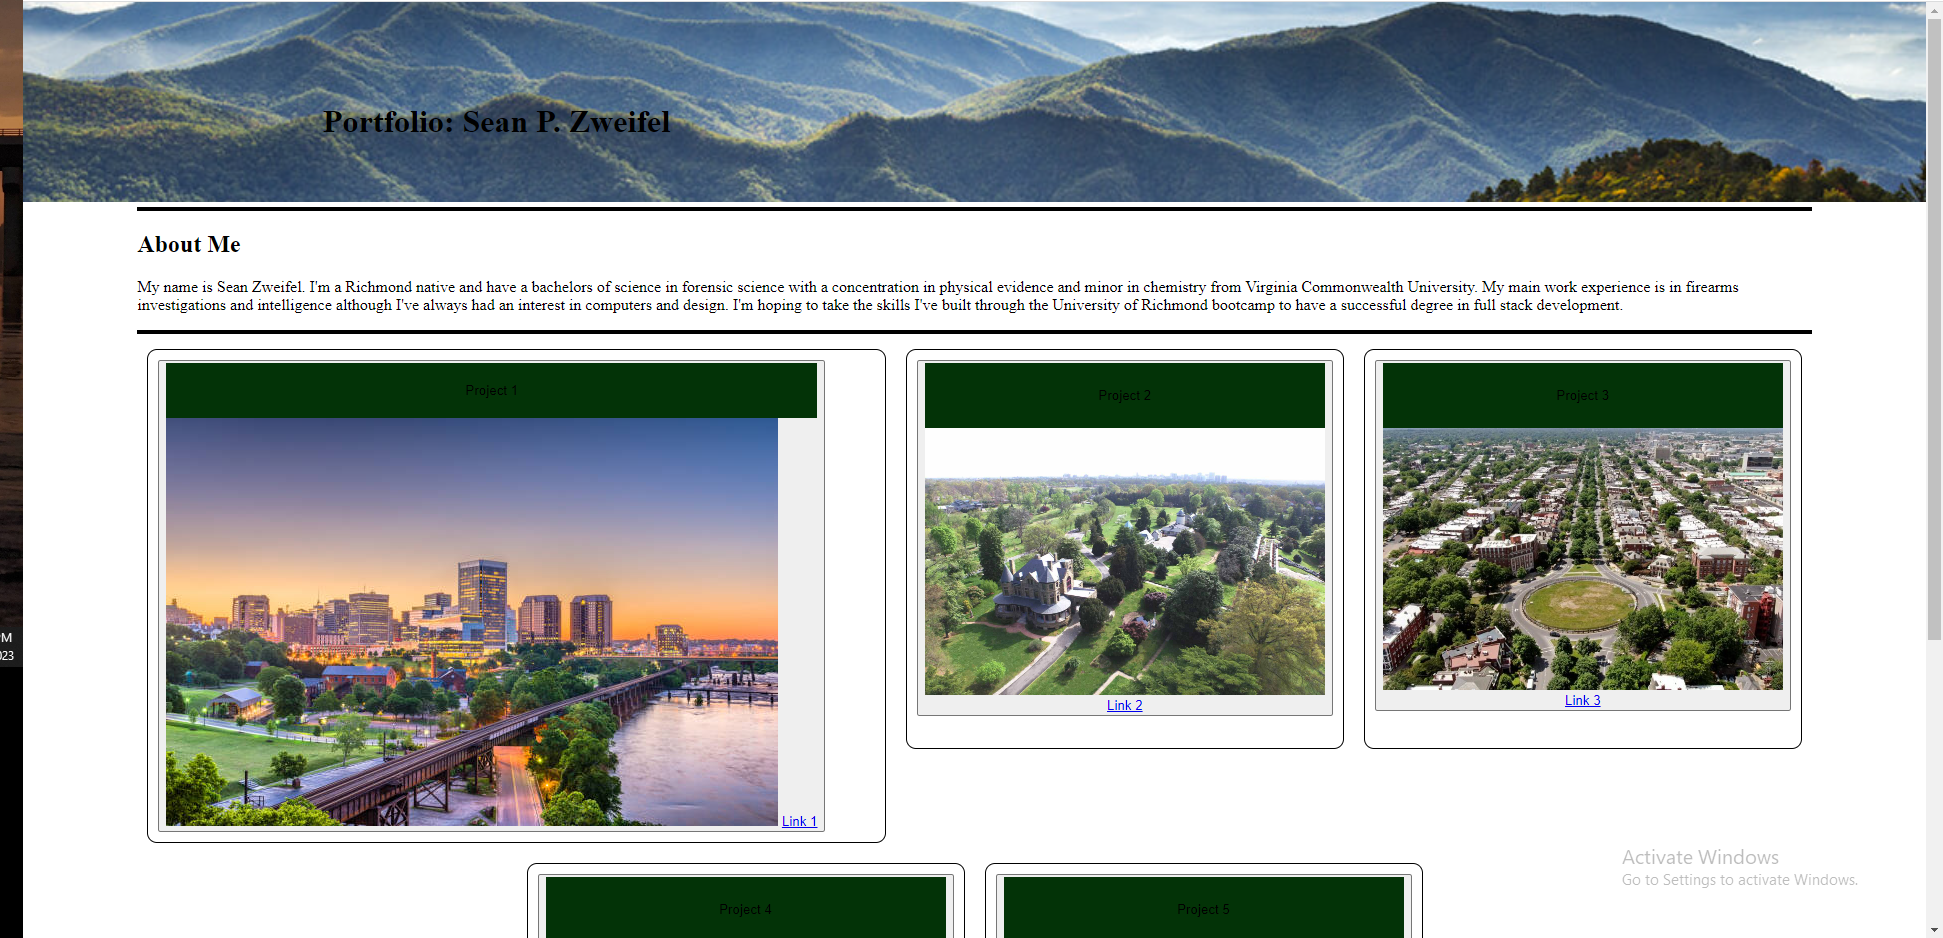 Portfolio: Sean P. Zweifel
About Me
My name is Sean Zweifel. I'm a Richmond native and have a bachelors of science in forensic science with a concentration in physical evidence and minor in chemistry from Virginia Commonwealth University. My main work experience is in firearms
investigations and intelligence although I've always had an interest in computers and design. I'm hoping to take the skills I've built through the University of Richmond bootcamp to have a successful degree in full stack development.
Project 1
Link 1
Project 2
Link 2
Project 3
Link 3
Project 4
Project 5
Activate Windows
Go to Settings to activate Windows.